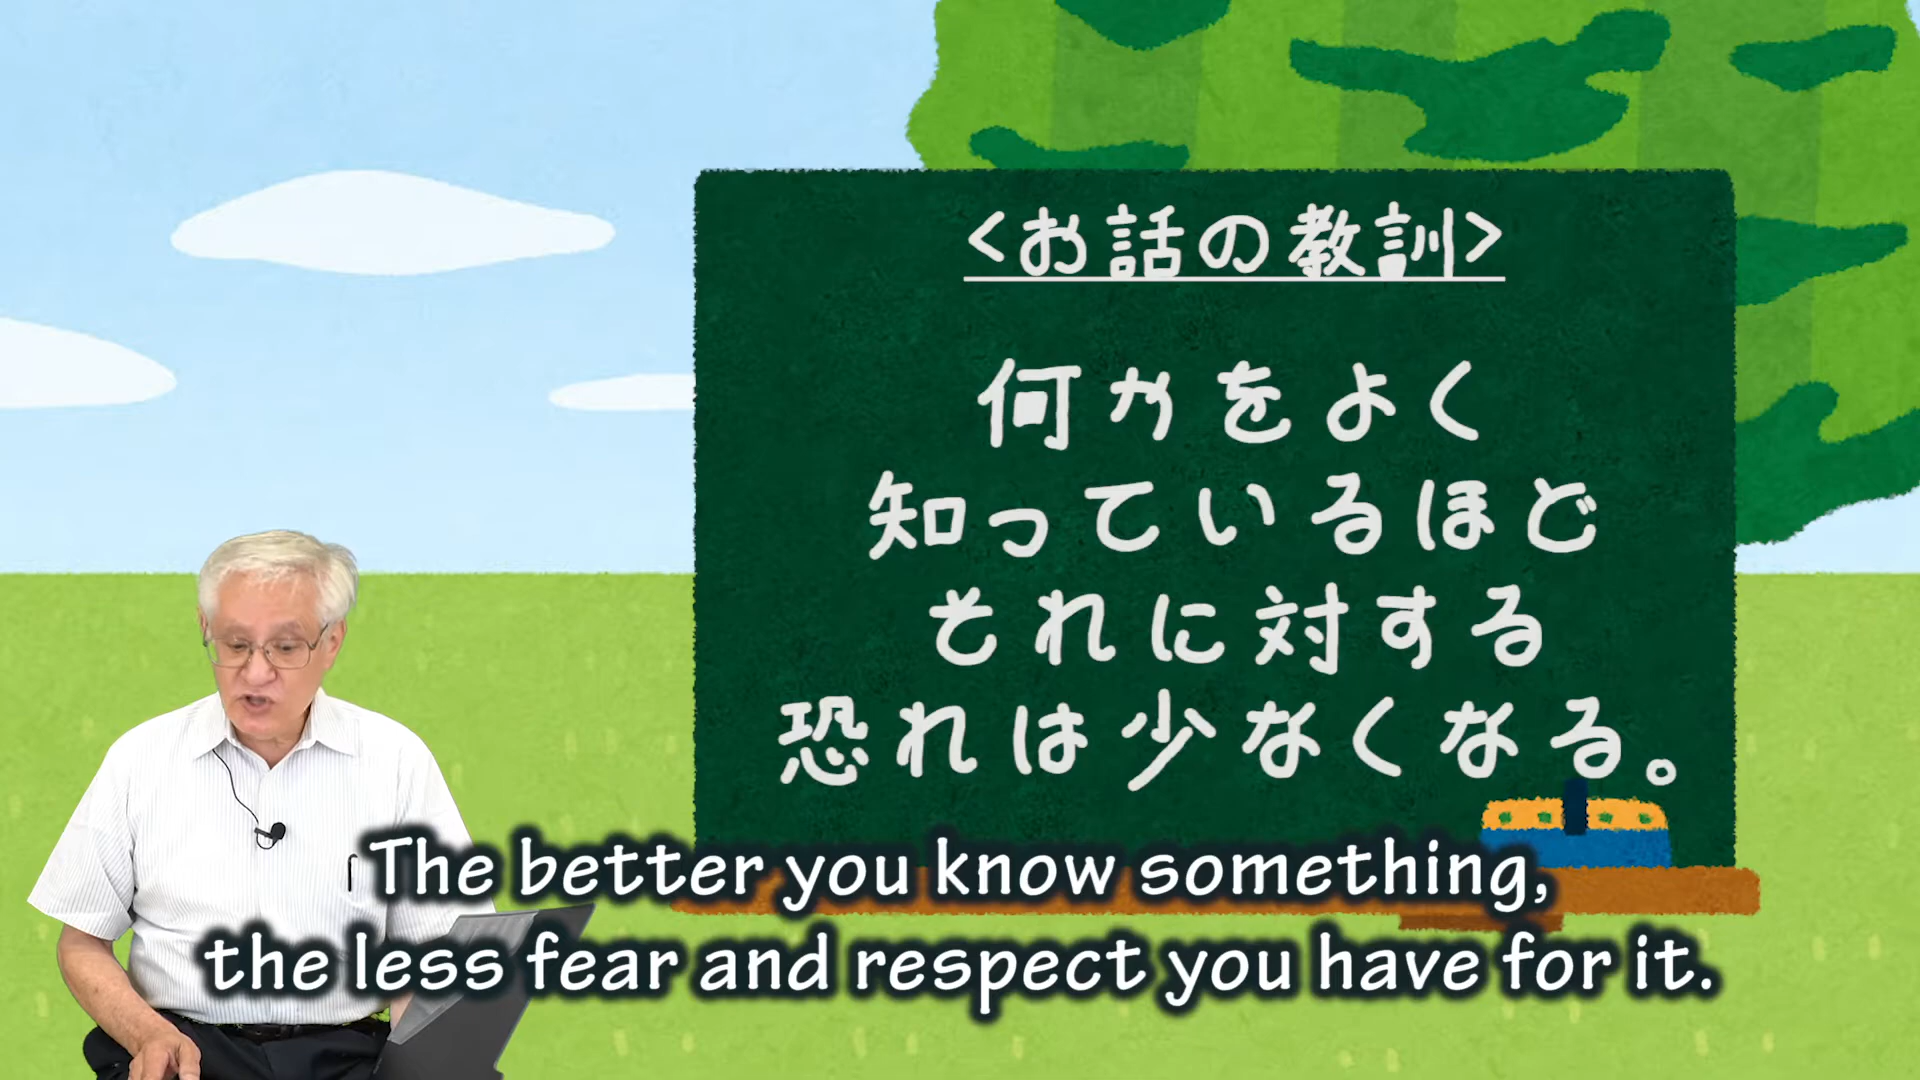 <お話の教訓>
何かをよく
知っているほど
それに対する
恐れは少なくなる。
The better you know something,
the less fear and respect you have for it.